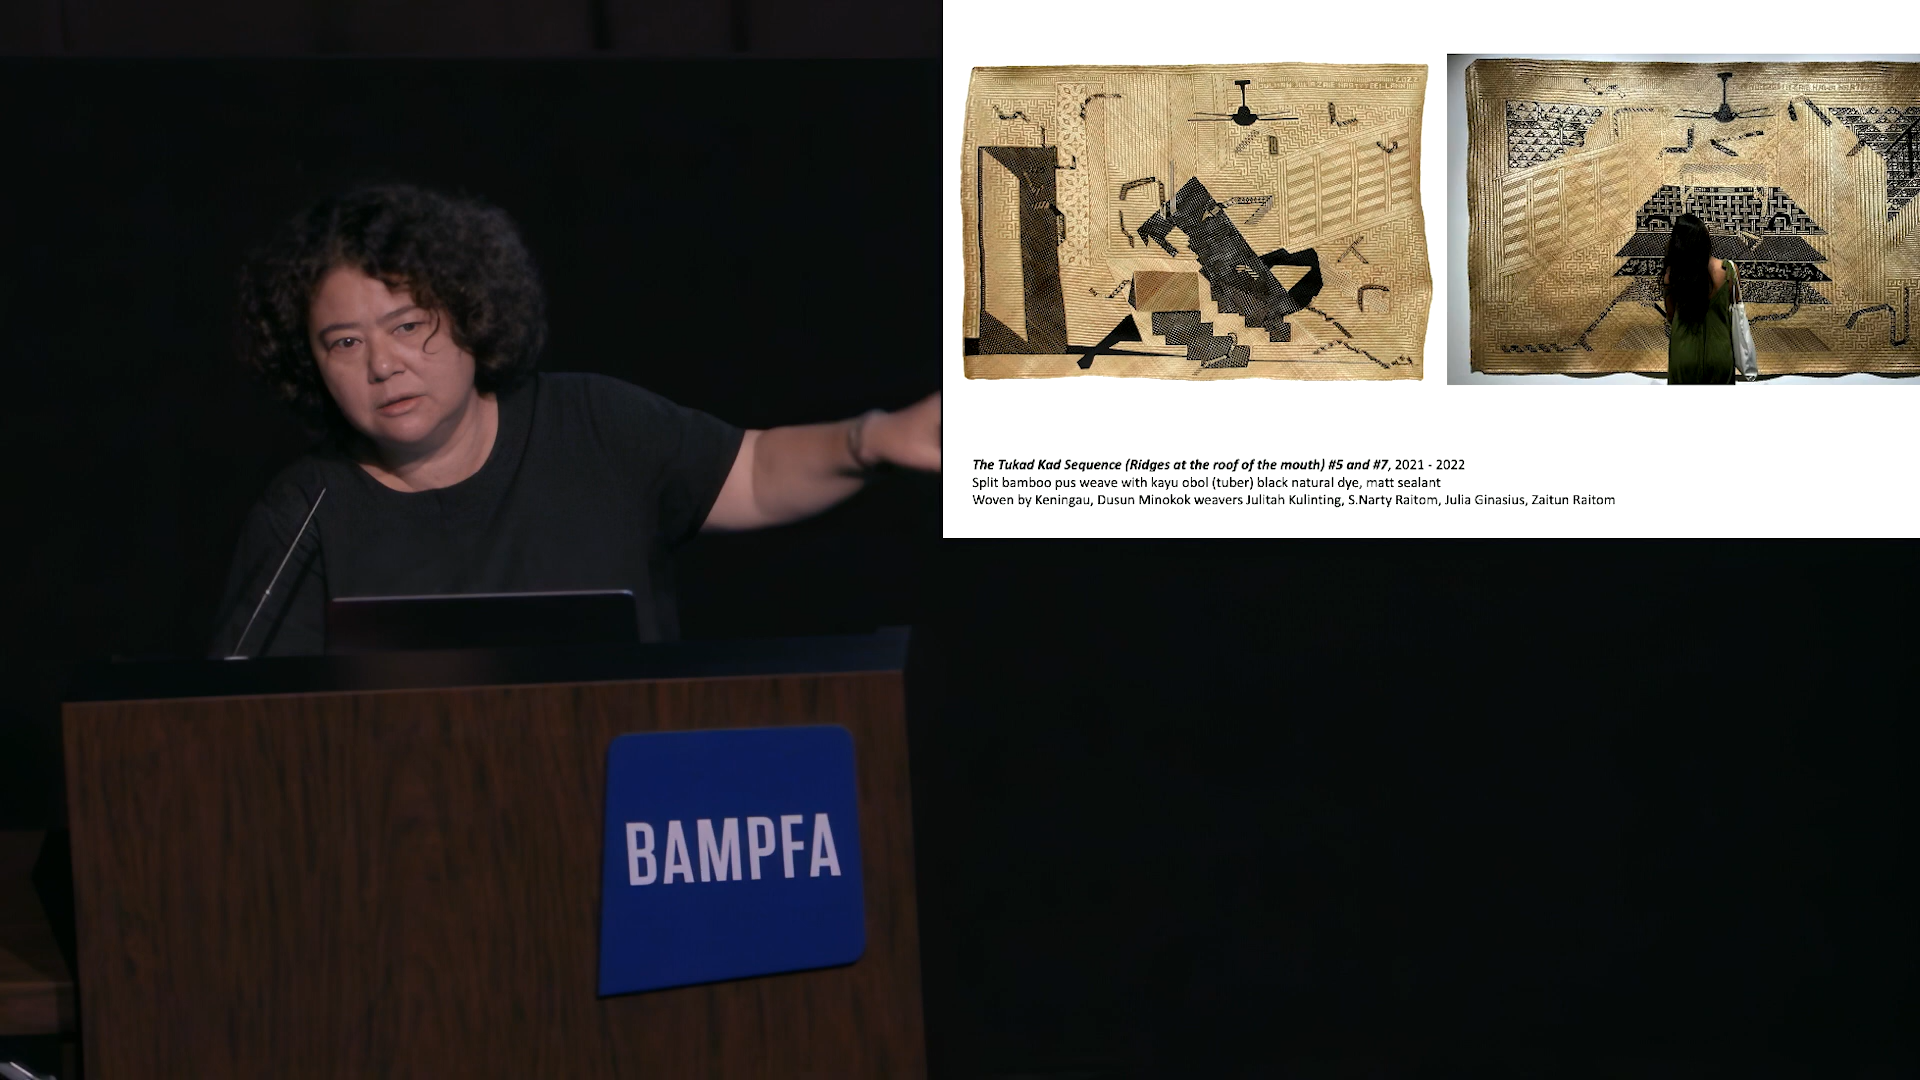 The Tukad Kad Sequence (Ridges at the roof of the mouth) #5 and #7, 2021 - 2022
Split bamboo pus weave with kayu obol (tuber) black natural dye, matt sealant
Woven by Keningau, Dusun Minokok weavers Julitah Kulinting, S.Narty Raitom, Julia Ginasius, Zaitun Raitom
BAMPFA